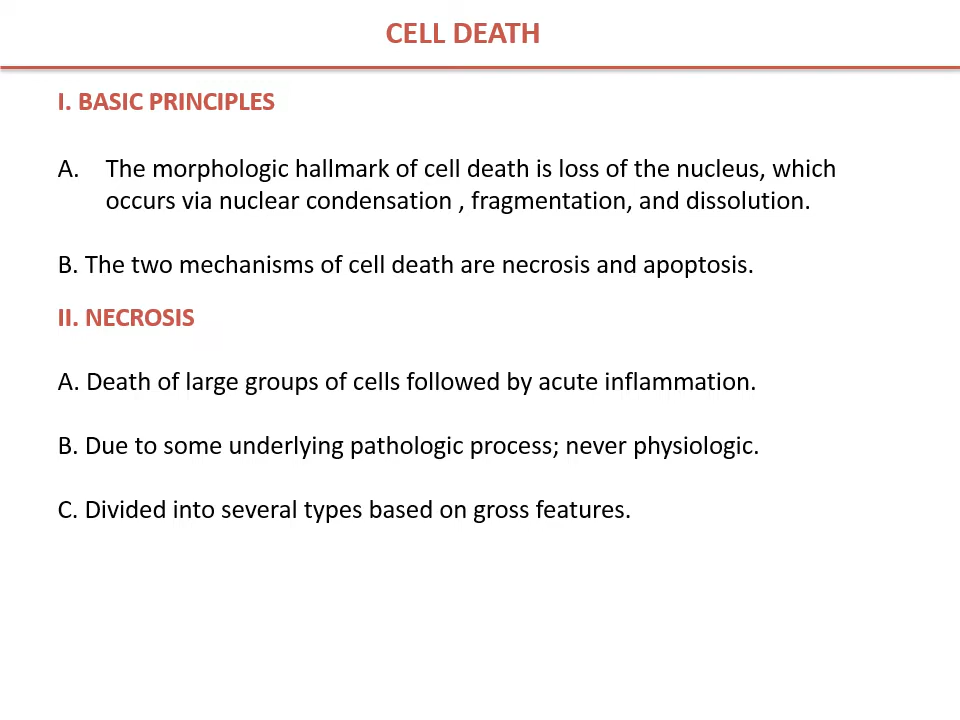 CELL DEATH
I. BASIC PRINCIPLES
A. The morphologic hallmark of cell death is loss of the nucleus, which
occurs via nuclear condensation , fragmentation, and dissolution.
B. The two mechanisms of cell death are necrosis and apoptosis.
II. NECROSIS
A. Death of large groups of cells followed by acute inflammation.
B. Due to some underlying pathologic process; never physiologic.
C. Divided into several types based on gross features.